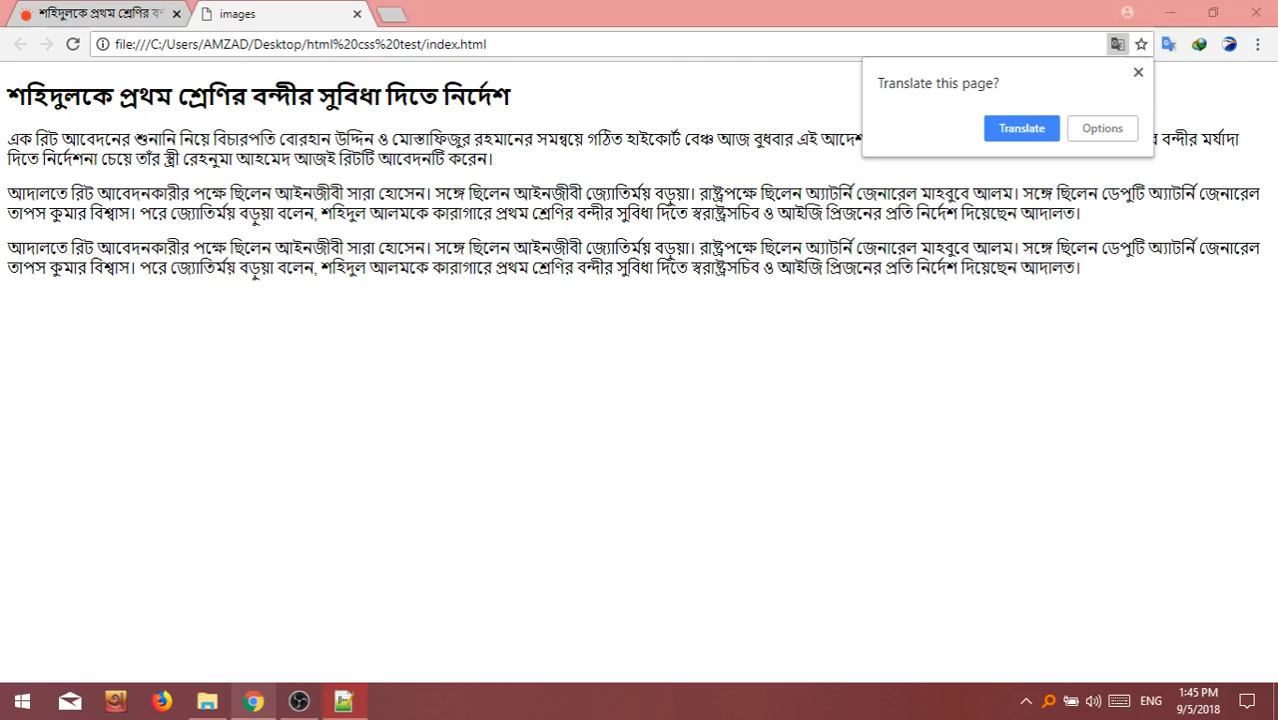 শহিদুলকে প্রথম শ্রেণির বন্দীর
images
file:///C:/Users/AMZAD/Desktop/html%20css%20test/index.html
Translate this page?
Translate
Options
শহিদুলকে প্রথম শ্রেণির বন্দীর সুবিধা দিতে নির্দেশ
এক রিট আবেদনের শুনানি নিয়ে বিচারপতি বোরহান উদ্দিন ও মোস্তাফিজুর রহমানের সমন্বয়ে গঠিত হাইকোর্ট বেঞ্চ আজ বুধবার এই বন্দীর মর্যাদা
দিতে নির্দেশনা চেয়ে তাঁর স্ত্রী রেহনুমা আহমেদ আজই রিটটি আবেদনটি করেন।
আদালতে রিট আবেদনকারীর পক্ষে ছিলেন আইনজীবী সারা হোসেন। সঙ্গে ছিলেন আইনজীবী জ্যোতির্ময় বড়ুয়া। রাষ্ট্রপক্ষে ছিলেন অ্যাটর্নি জেনারেল মাহবুবে আলম। সঙ্গে ছিলেন ডেপুটি অ্যাটর্নি জেনারেল
তাপস কুমার বিশ্বাস। পরে জ্যোতির্ময় বড়ুয়া বলেন, শহিদুল আলমকে কারাগারে প্রথম শ্রেণির বন্দীর সুবিধা দিতে স্বরাষ্ট্রসচিব ও আইজি প্রিজনের প্রতি নির্দেশ দিয়েছেন আদালত।
আদালতে রিট আবেদনকারীর পক্ষে ছিলেন আইনজীবী সারা হোসেন। সঙ্গে ছিলেন আইনজীবী জ্যোতির্ময় বড়ুয়া। রাষ্ট্রপক্ষে ছিলেন অ্যাটর্নি জেনারেল মাহবুবে আলম। সঙ্গে ছিলেন ডেপুটি অ্যাটর্নি জেনারেল
তাপস কুমার বিশ্বাস। পরে জ্যোতির্ময় বড়ুয়া বলেন, শহিদুল আলমকে কারাগারে প্রথম শ্রেণির বন্দীর সুবিধা দিতে স্বরাষ্ট্রসচিব ও আইজি প্রিজনের প্রতি নির্দেশ দিয়েছেন আদালত।
ENG
1:45 PM
9/5/2018